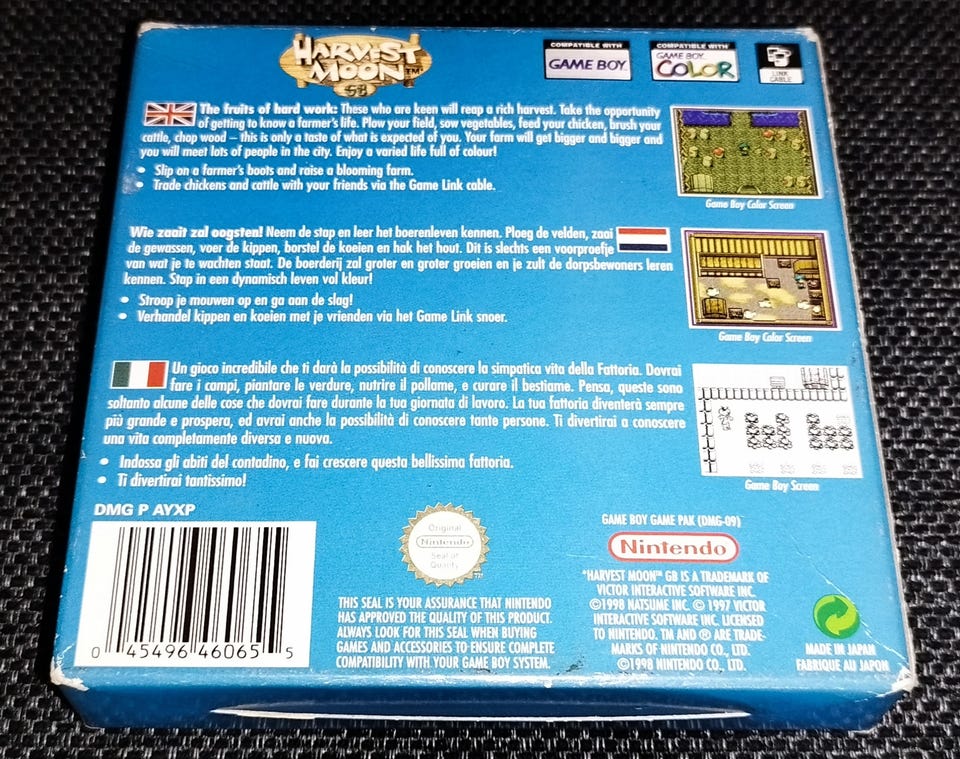 HARVEST
MOON™
GB
COMPATIBLE WITH
GAME BOY
COMPATIBLE WITH
GAME BOY
COLOR
LINK
CABLE
The fruits of hard work: These who are keen will reap a rich harvest. Take the opportunity
of getting to know a farmer's life. Plow your field, sow vegetables, feed your chicken, brush your
cattle, chop wood – this is only a taste of what is expected of you. Your farm will get bigger and bigger and
you will meet lots of people in the city. Enjoy a varied life full of colour!
• Slip on a farmer's boots and raise a blooming farm.
• Trade chickens and cattle with your friends via the Game Link cable.
Game Boy Color Screen
Wie zaait zal oogsten! Neem de stap en leer het boerenleven kennen. Ploeg de velden, zaai
de gewassen, voer de kippen, borstel de koeien en hak het hout. Dit is slechts een voorproefje
van wat je te wachten staat. De boerderij zal groter en groter groeien en je zult de dorpsbewoners leren
kennen. Stap in een dynamisch leven vol kleur!
• Stroop je mouwen op en ga aan de slag!
• Verhandel kippen en koeien met je vrienden via het Game Link snoer.
Game Boy Color Screen
Un gioco incredibile che ti darà la possibilità di conoscere la simpatica vita della Fattoria. Dovrai
fare i campi, piantare le verdure, nutrire il pollame, e curare il bestiame. Pensa, queste sono
soltanto alcune delle cose che dovrai fare durante la tua giornata di lavoro. La tua fattoria diventerà sempre
più grande e prospera, ed avrai anche la possibilità di conoscere tante persone. Ti divertirai a conoscere
una vita completamente diversa e nuova.
• Indossa gli abiti del contadino, e fai crescere questa bellissima fattoria.
• Ti divertirai tantissimo!
Game Boy Screen
DMG P AYXP
0 45496 46065 5
Original
Nintendo
Seal of
Quality
TM
THIS SEAL IS YOUR ASSURANCE THAT NINTENDO
HAS APPROVED THE QUALITY OF THIS PRODUCT.
ALWAYS LOOK FOR THIS SEAL WHEN BUYING
GAMES AND ACCESSORIES TO ENSURE COMPLETE
COMPATIBILITY WITH YOUR GAME BOY SYSTEM.
GAME BOY GAME PAK (DMG-09)
Nintendo
"HARVEST MOON™ GB IS A TRADEMARK OF
VICTOR INTERACTIVE SOFTWARE INC.
©1998 NATSUME INC. © 1997 VICTOR
INTERACTIVE SOFTWARE INC. LICENSED
TO NINTENDO. TM AND ® ARE TRADE-
MARKS OF NINTENDO CO., LTD.
©1998 NINTENDO CO., LTD.
MADE IN JAPAN
FABRIQUE AU JAPON